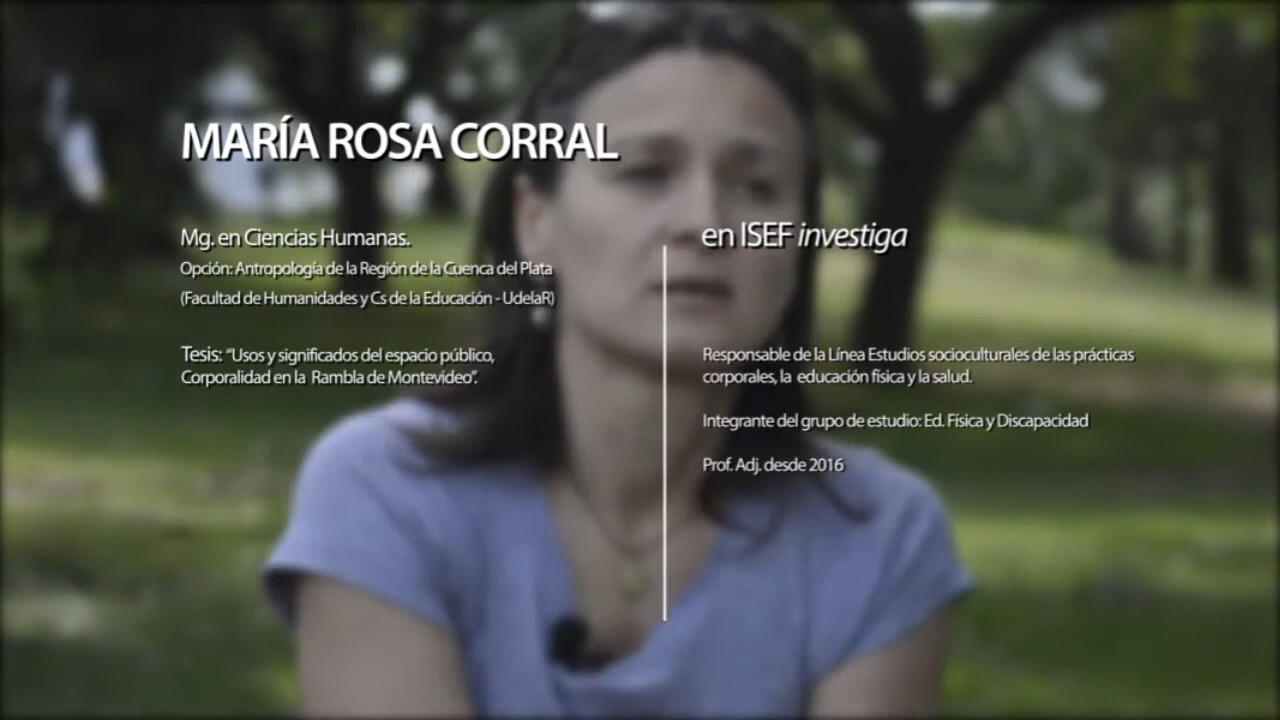 MARÍA ROSA CORRAL
Mg. en Ciencias Humanas.
Opción: Antropología de la Región de la Cuenca del Plata
(Facultad de Humanidades y Cs de la Educación - UdelaR)
Tesis: “Usos y significados del espacio público,
Corporalidad en la Rambla de Montevideo”.
en ISEF investiga
Responsable de la Línea Estudios socioculturales de las prácticas
corporales, la educación física y la salud.
Integrante del grupo de estudio: Ed. Física y Discapacidad
Prof. Adj. desde 2016